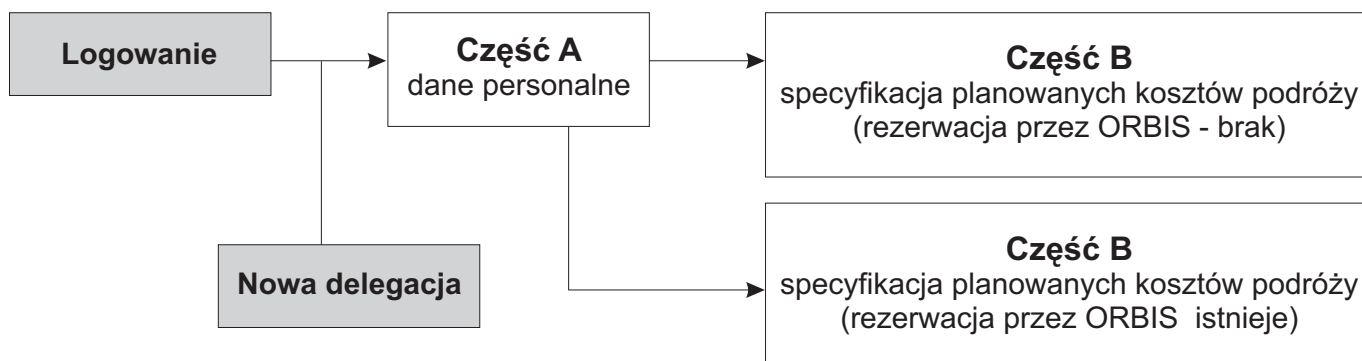 Logowanie
Część A
dane personalne
Część B
specyfikacja planowanych kosztów podróży
(rezerwacja przez ORBIS - brak)
Nowa delegacja
Część B
specyfikacja planowanych kosztów podróży
(rezerwacja przez ORBIS  istnieje)